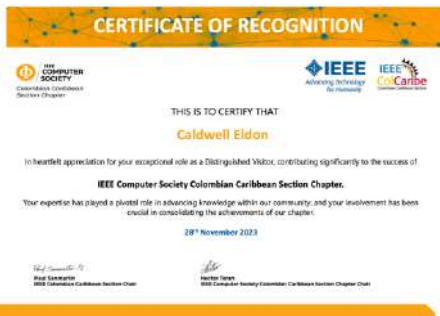 CERTIFICATE OF RECOGNITION
IEEE
COMPUTER
SOCIETY
Colombian Caribbean
Section Chapter
IEEE
Advancing Technology
for Humanity
IEEE
ColCaribe
THIS IS TO CERTIFY THAT
Caldwell Eldon
In heartfelt appreciation for your exceptional role as a Distinguished Visitor, contributing significantly to the success of
IEEE Computer Society Colombian Caribbean Section Chapter.
Your expertise has played a pivotal role in advancing knowledge within our community, and your involvement has been
crucial in consolidating the achievements of our chapter.
28th November 2023
Paul Sanmartin
IEEE Colombian Caribbean Section Chair
IEEE Computer Society Colombian Caribbean Section Chapter Chair